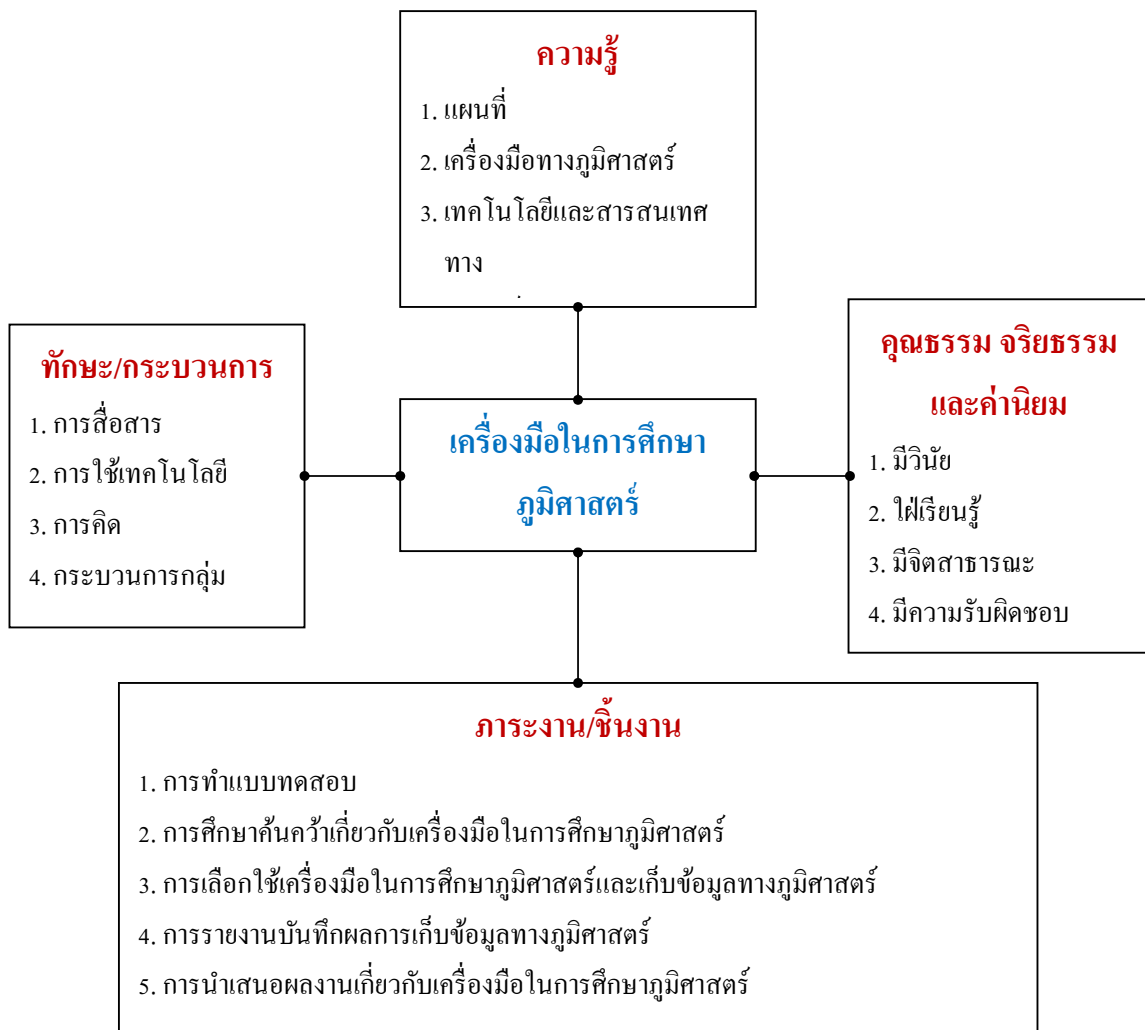 ความรู้
1. แผนที่
2. เครื่องมือทางภูมิศาสตร์
3. เทคโนโลยีและสารสนเทศ
ทาง
ทักษะ/กระบวนการ
1. การสื่อสาร
2. การใช้เทคโนโลยี
3. การคิด
4. กระบวนการกลุ่ม
เครื่องมือในการศึกษา
ภูมิศาสตร์
คุณธรรม จริยธรรม
และค่านิยม
1. มีวินัย
2. ใฝ่เรียนรู้
3. มีจิตสาธารณะ
4. มีความรับผิดชอบ
ภาระงาน/ชิ้นงาน
1. การทำแบบทดสอบ
2. การศึกษาค้นคว้าเกี่ยวกับเครื่องมือในการศึกษาภูมิศาสตร์
3. การเลือกใช้เครื่องมือในการศึกษาภูมิศาสตร์และเก็บข้อมูลทางภูมิศาสตร์
4. การรายงานบันทึกผลการเก็บข้อมูลทางภูมิศาสตร์
5. การนำเสนอผลงานเกี่ยวกับเครื่องมือในการศึกษาภูมิศาสตร์